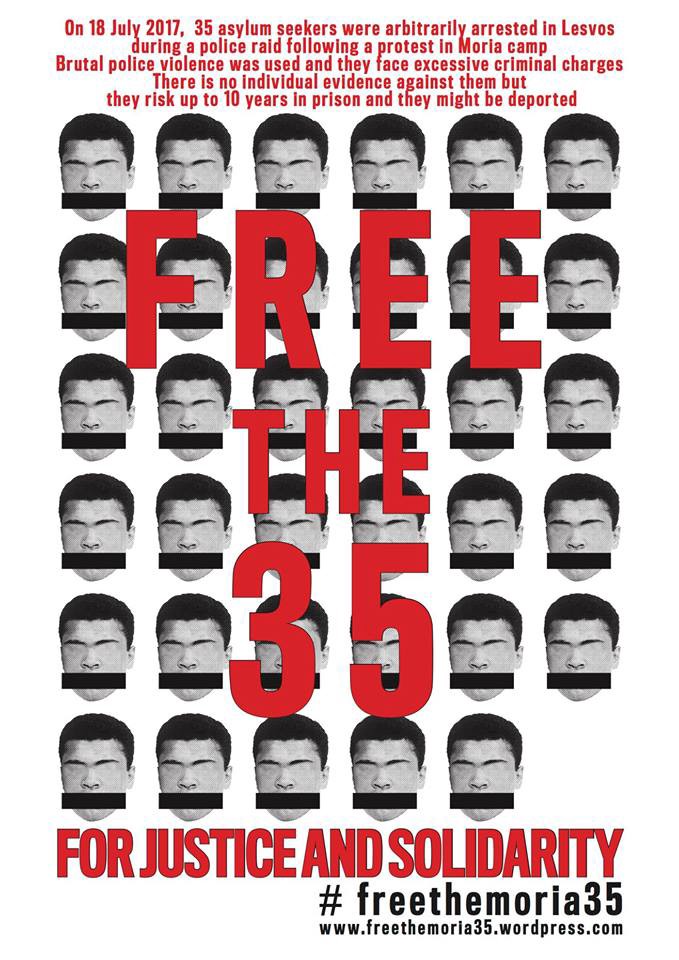 On 18 July 2017, 35 asylum seekers were arbitrarily arrested in Lesvos
during a police raid following a protest in Moria camp
Brutal police violence was used and they face excessive criminal charges
There is no individual evidence against them but
they risk up to 10 years in prison and they might be deported
FREE
THE
35
FOR JUSTICE AND SOLIDARITY
# freethemoria35
www.freethemoria35.wordpress.com